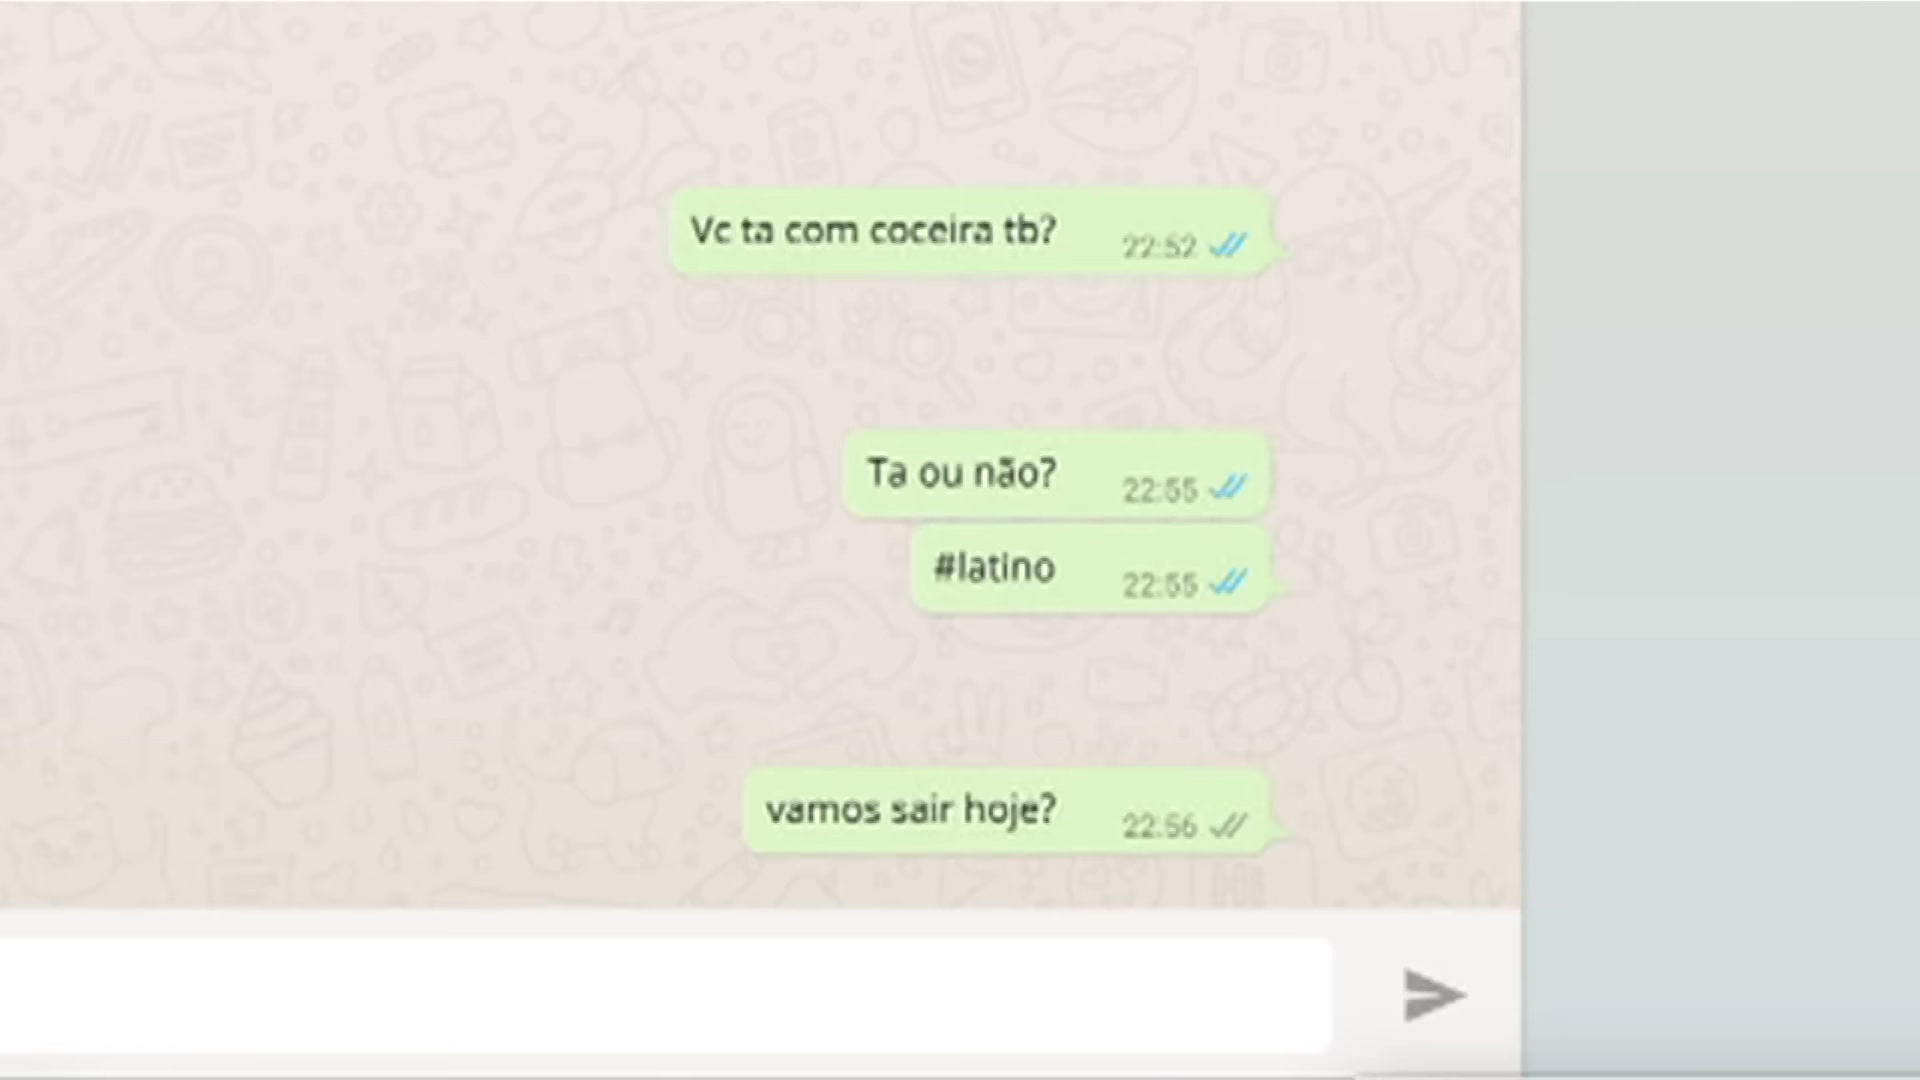 Vc ta com coceira tb?
22:52
Ta ou não?
22:55
#latino
22:55
vamos sair hoje?
22:56